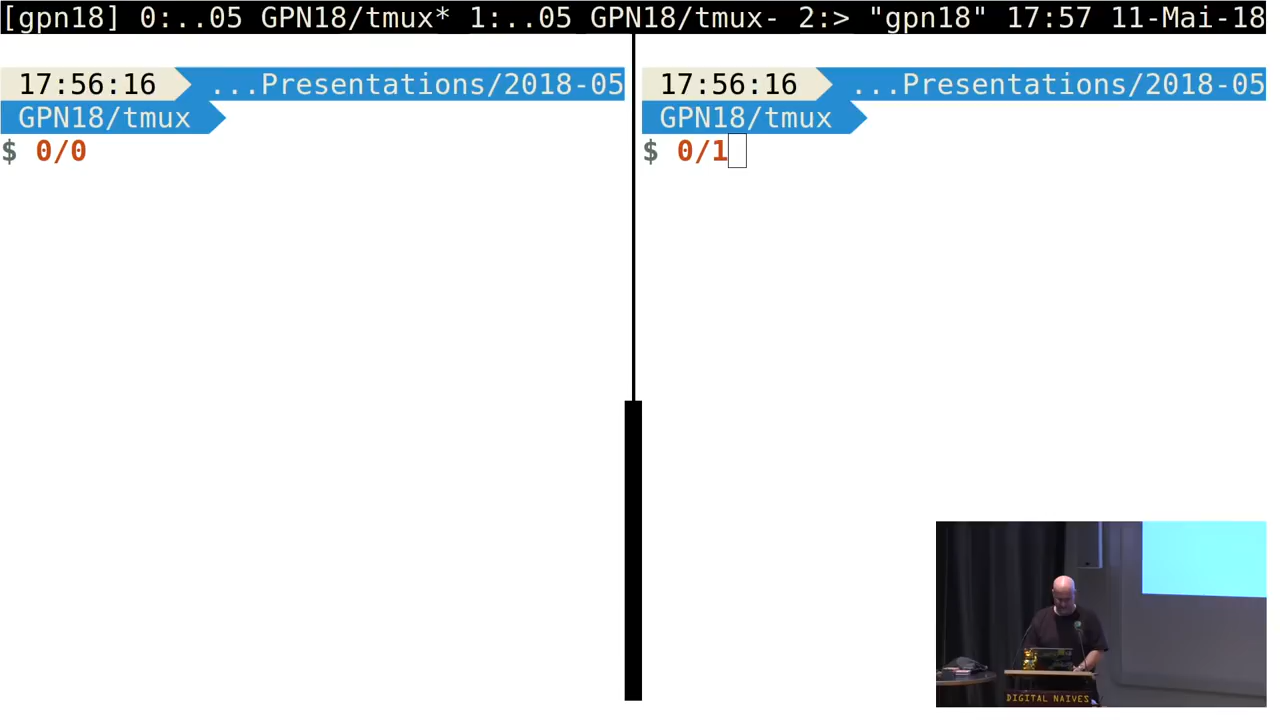 [gpn18] 0:..05 GPN18/tmux* 1:..05 GPN18/tmux- 2:> "gpn18" 17:57 11-Mai-18
17:56:16 ...Presentations/2018-05
GPN18/tmux
$ 0/0
17:56:16 ...Presentations/2018-05
GPN18/tmux
$ 0/1
DIGITAL NAIVES